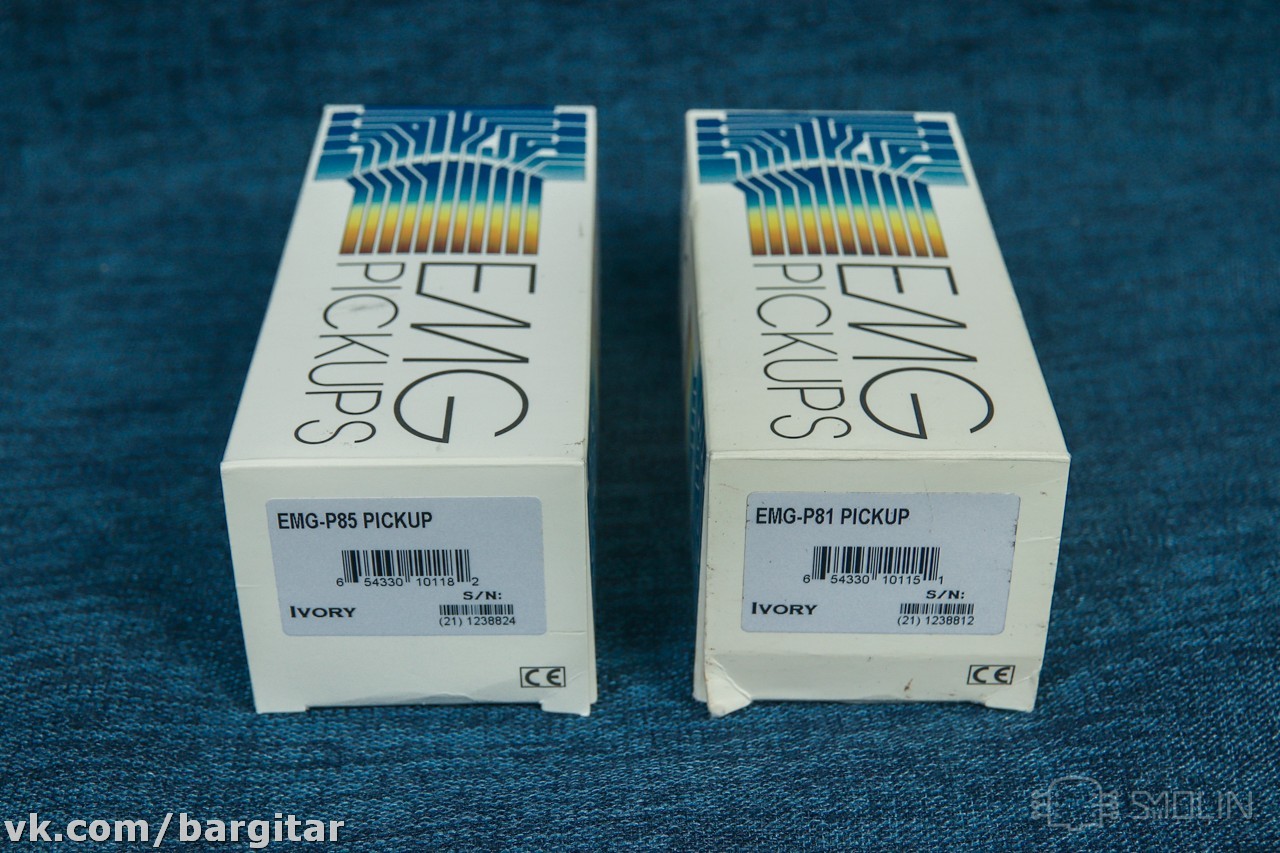 EMG
PICKUPS
EMG-P85 PICKUP
6 54330 10118 2
S/N:
IVORY
(21) 1238824
CE
EMG
PICKUPS
EMG-P81 PICKUP
6 54330 10115 1
S/N:
IVORY
(21) 1238812
CE
vk.com/bargitar
SMOLIN